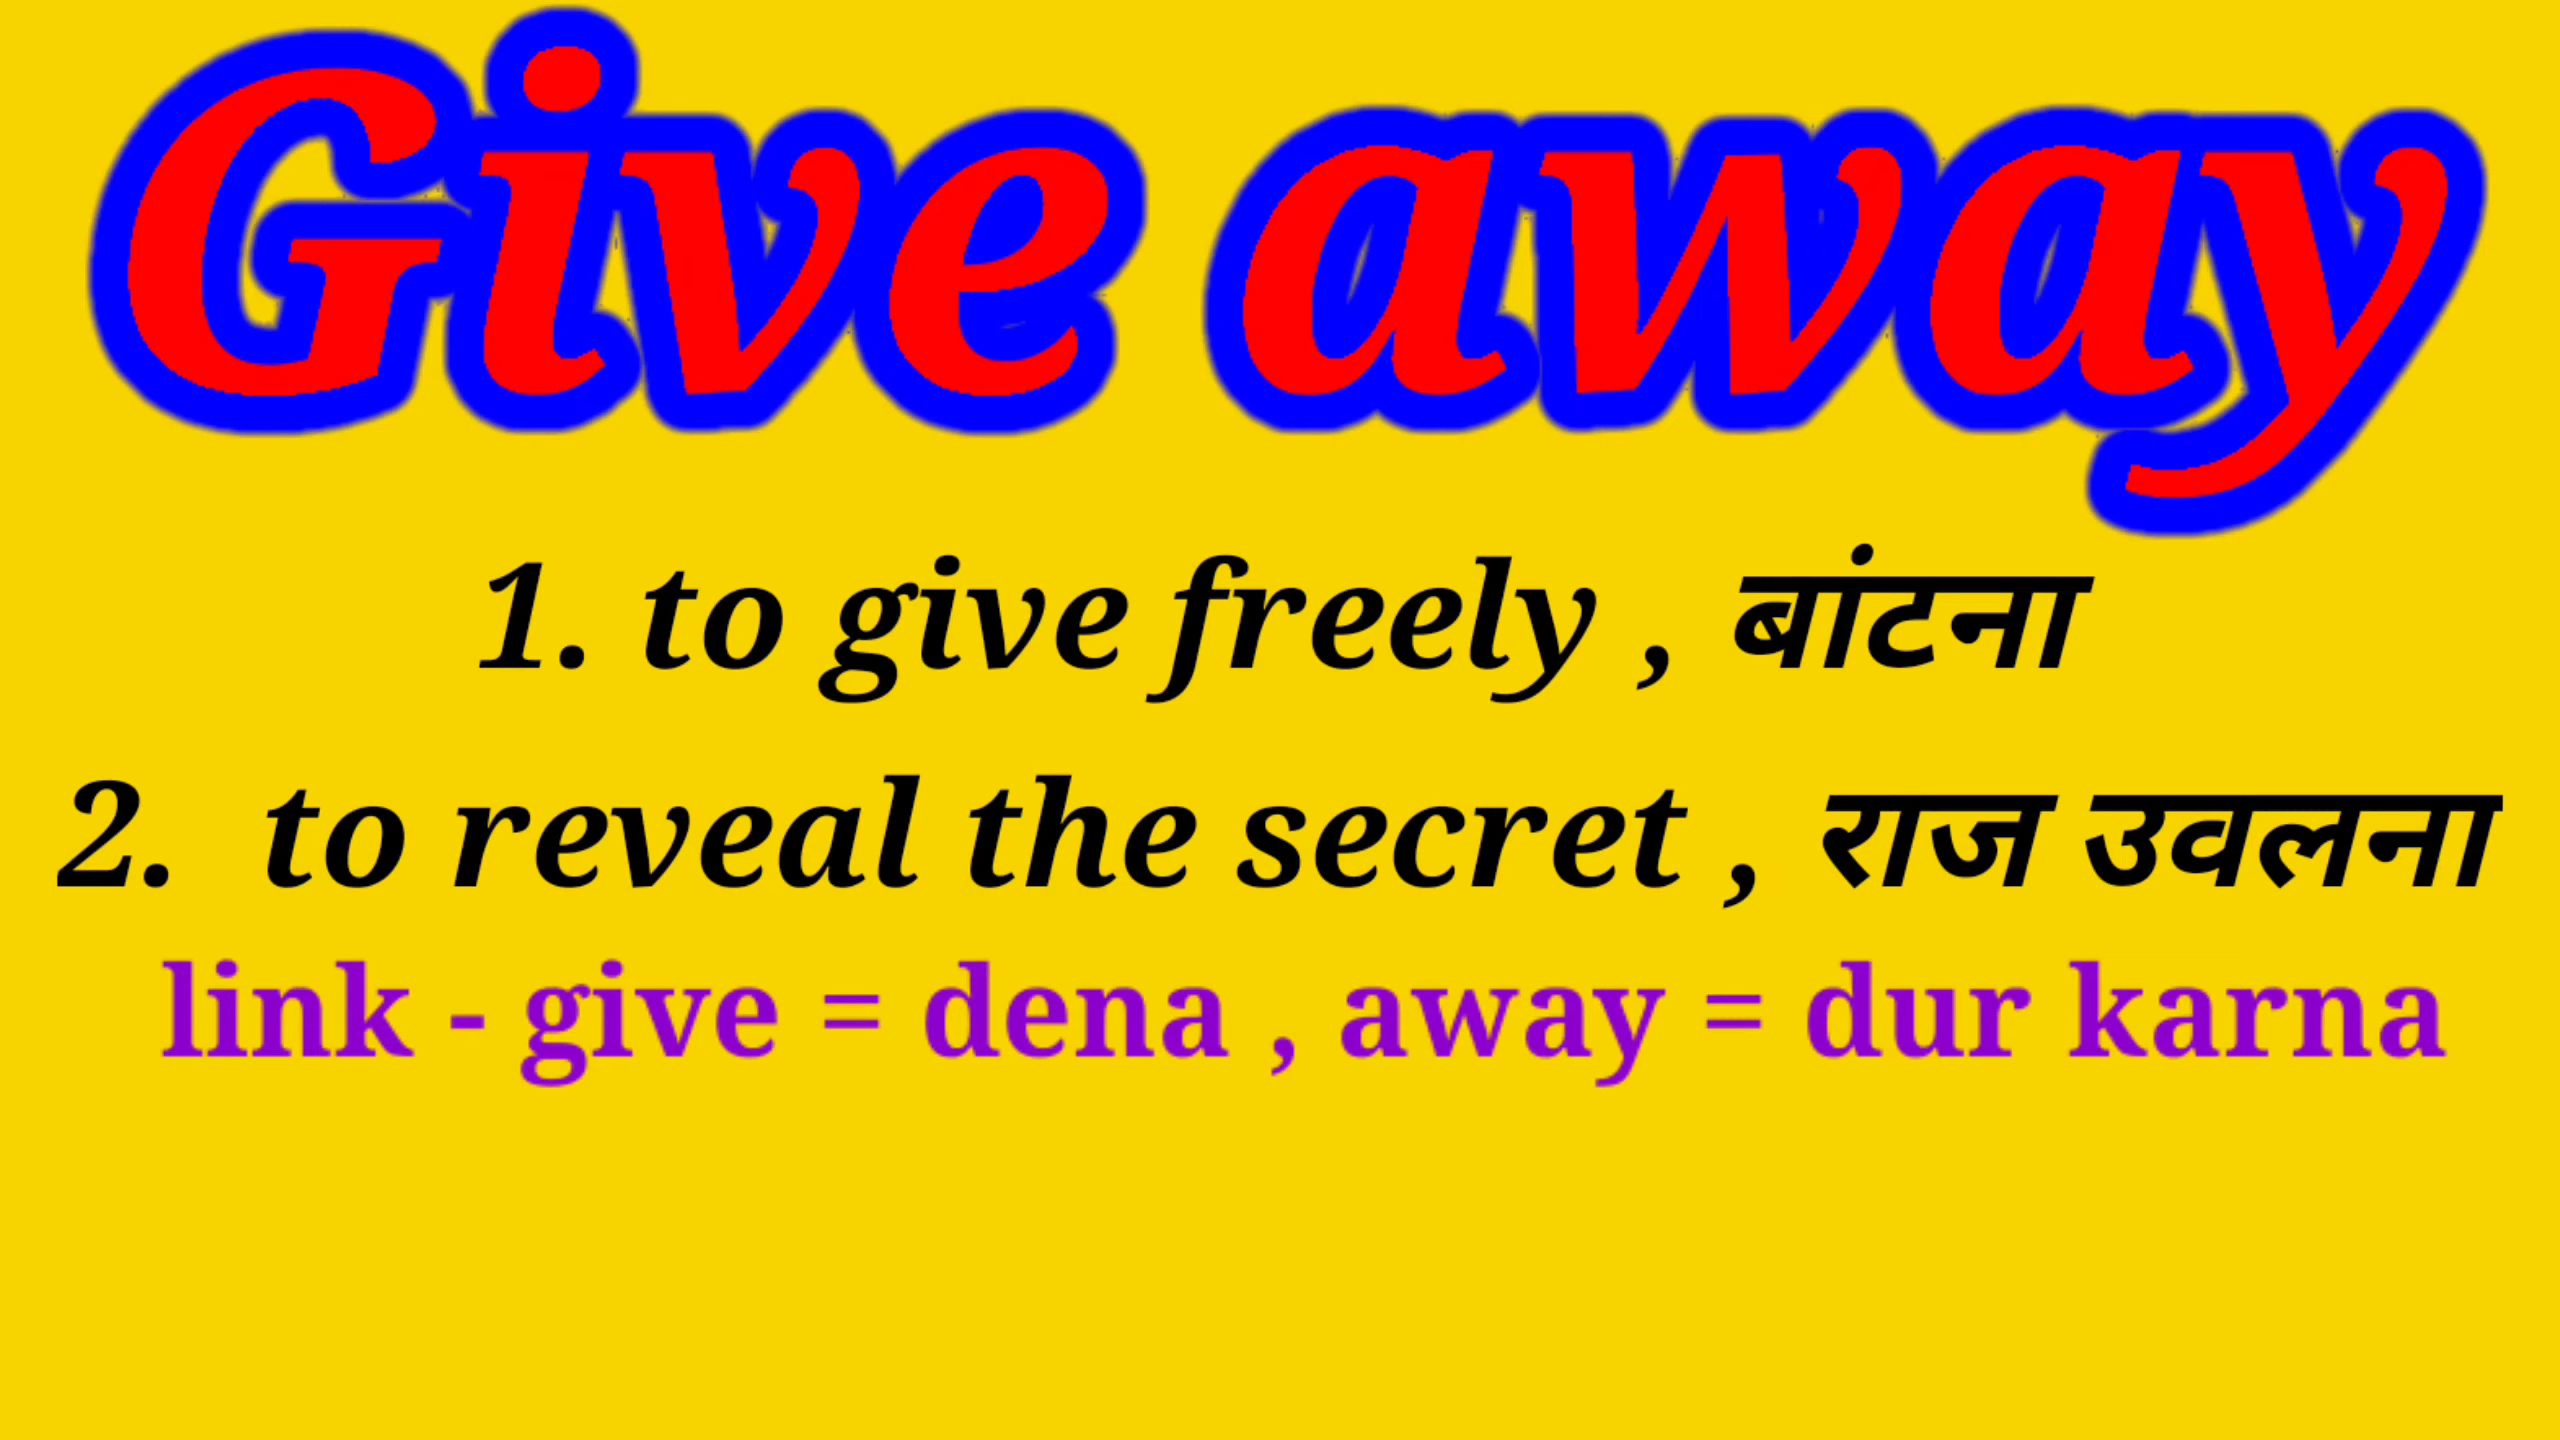 Give away
1. to give freely , बांटना
2. to reveal the secret , राज उवलना
link - give = dena , away = dur karna